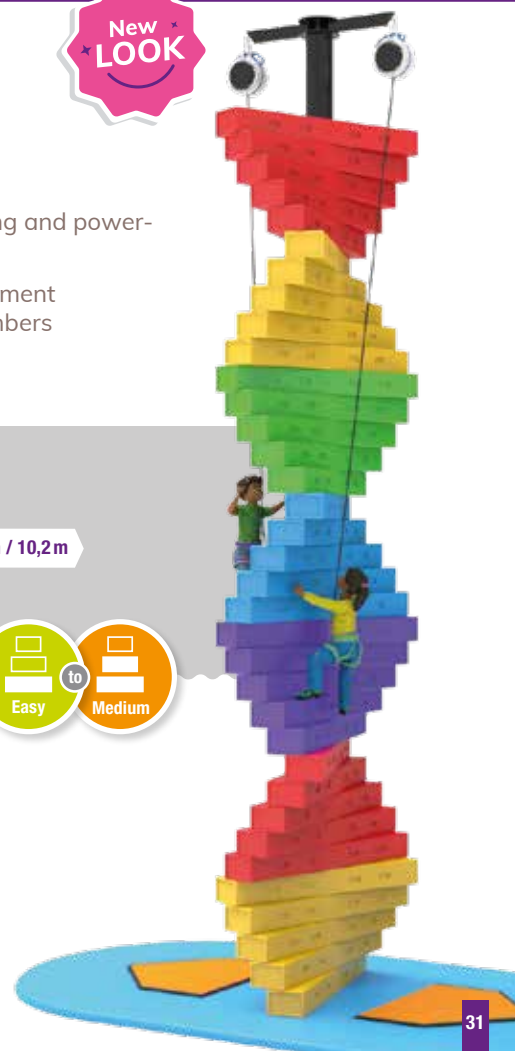 New
LOOK
ng and power-
ment
nbers
/ 10,2 m
Easy
to
Medium
31